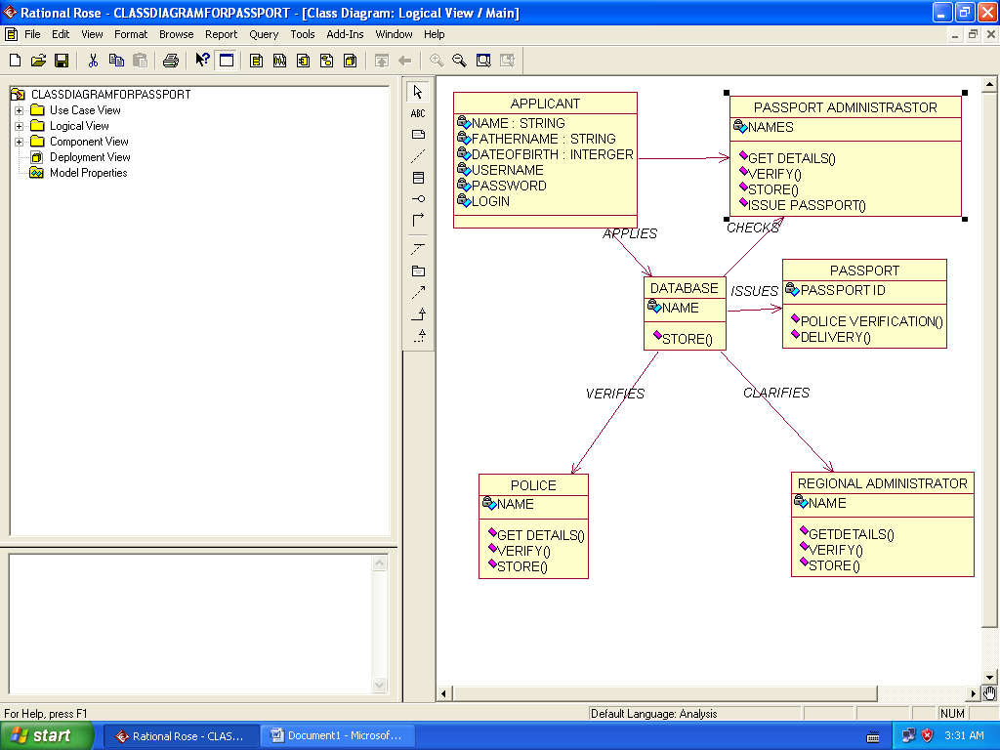 Rational Rose - CLASSDIAGRAMFORPASSPORT - [Class Diagram: Logical View / Main]
File Edit View Format Browse Report Query Tools Add-Ins Window Help
CLASSDIAGRAMFORPASSPORT
Use Case View
Logical View
Component View
Deployment View
Model Properties
ABC
APPLICANT
NAME : STRING
FATHERNAME : STRING
DATEOFBIRTH : INTERGER
USERNAME
PASSWORD
LOGIN
PASSPORT ADMINISTRASTOR
NAMES
GET DETAILS()
VERIFY()
STORE()
ISSUE PASSPORT()
APPLIES
CHECKS
DATABASE
NAME
STORE()
ISSUES
PASSPORT
PASSPORT ID
POLICE VERIFICATION()
DELIVERY()
VERIFIES
CLARIFIES
POLICE
NAME
GET DETAILS()
VERIFY()
STORE()
REGIONAL ADMINISTRATOR
NAME
GETDETAILS()
VERIFY()
STORE()
For Help, press F1
Default Language: Analysis
NUM
start
Rational Rose - CLAS...
Document1 - Microsof...
3:31 AM